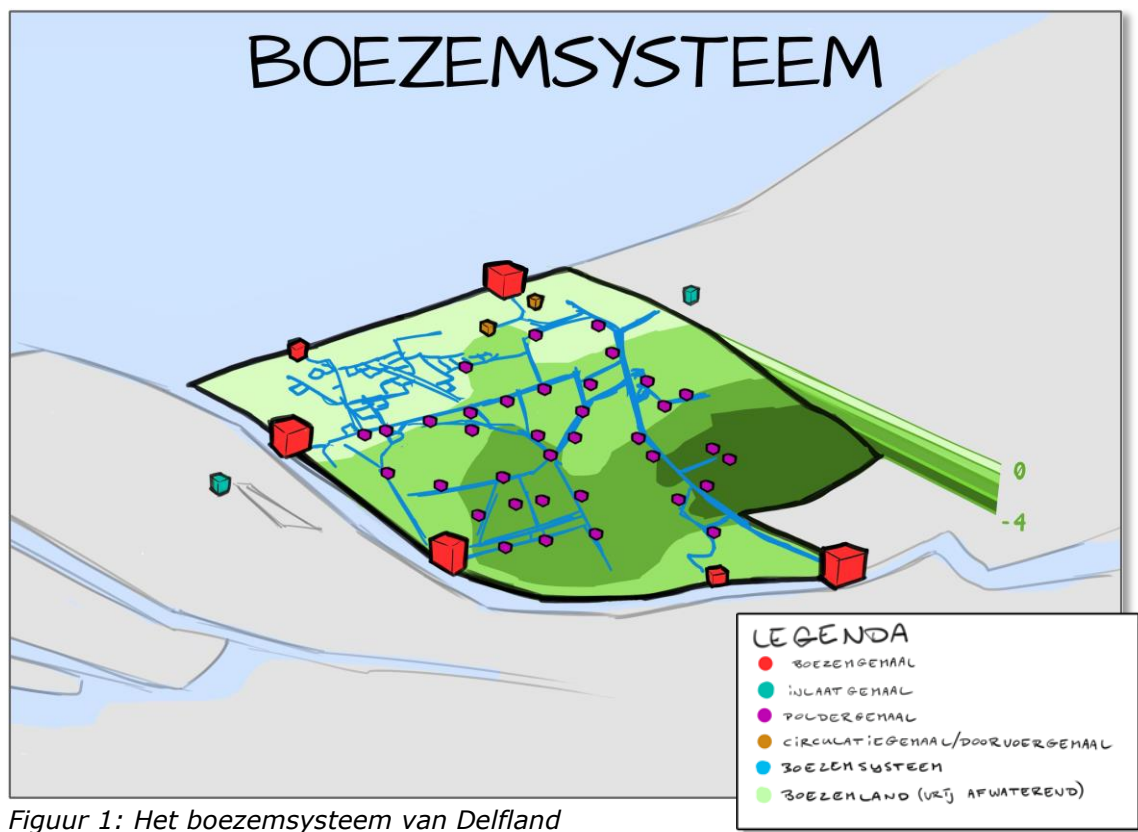 BOEZEMSYSTEEM
0
-4
LEGENDA
BOEZEMGEMAAL
INLAATGEMAAL
POLDERGEMAAL
CIRCULATIEGEMAAL/DOORVOERGEMAAL
BOEZEMSYSTEEM
BOEZEMLAND (VRIJ AFWATEREND)
Figuur 1: Het boezemsysteem van Delfland